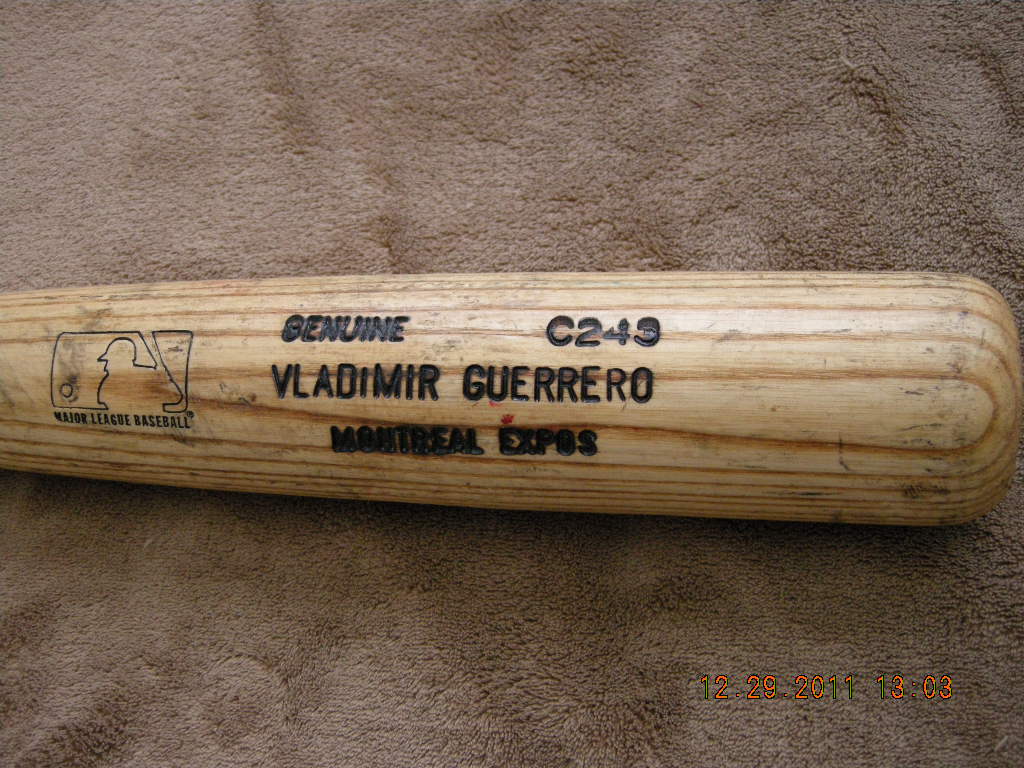 GENUINE C243
VLADIMIR GUERRERO
MONTREAL EXPOS
MAJOR LEAGUE BASEBALL®
12.29.2011 13:03